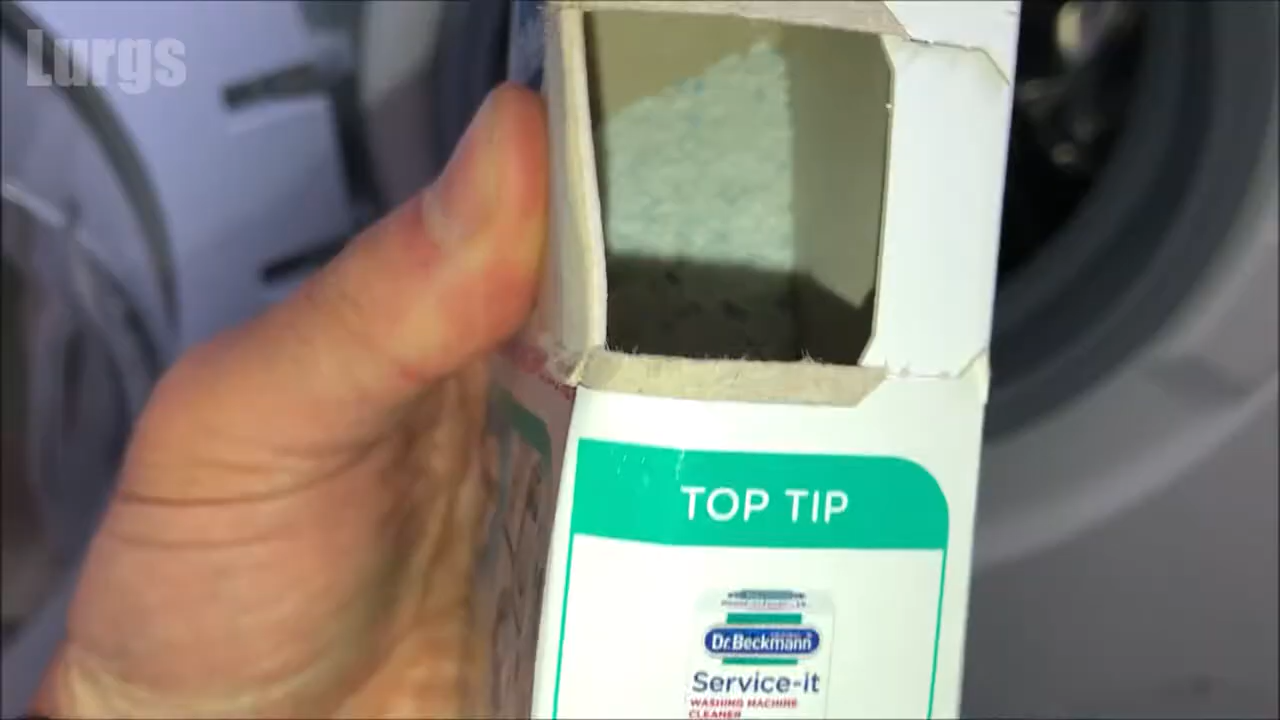 Lurgs
TOP TIP
Dr.Beckmann
Service-it
WASHING MACHINE
CLEANER